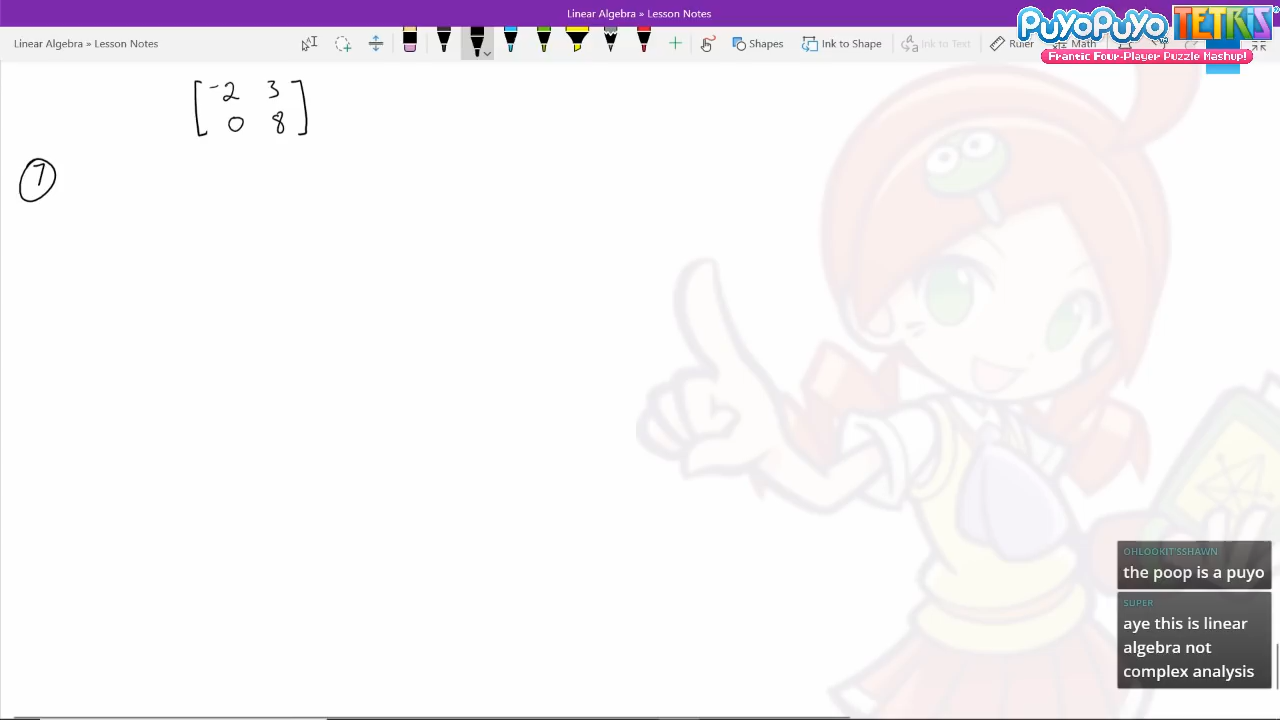 Linear Algebra » Lesson Notes
PuyoPuyo TETRIS
Frantic Four-Player Puzzle Mashup!
Linear Algebra » Lesson Notes
Shapes
Ink to Shape
Ink to Text
Ruler
Math
-2 3
0 8
7
OHLOOKIT'SSHAWN
the poop is a puyo
SUPER
aye this is linear
algebra not
complex analysis